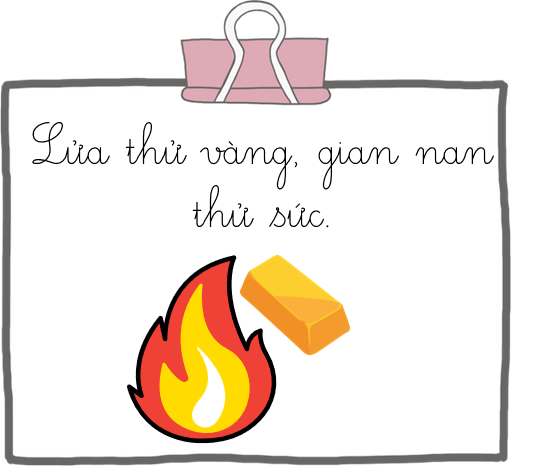 Lửa thử vàng, gian nan
thử sức.